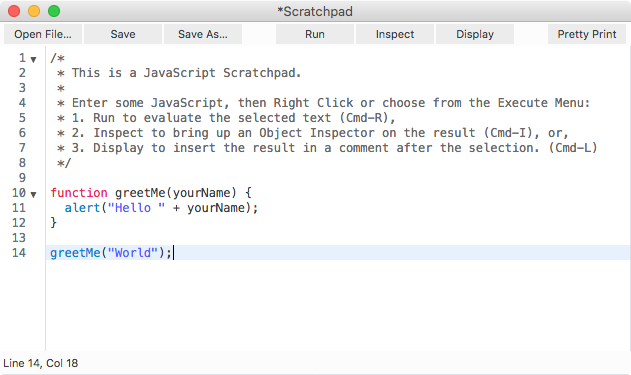 *Scratchpad
Open File... Save Save As... Run Inspect Display Pretty Print
1 /*
2  * This is a JavaScript Scratchpad.
3  *
4  * Enter some JavaScript, then Right Click or choose from the Execute Menu:
5  * 1. Run to evaluate the selected text (Cmd-R),
6  * 2. Inspect to bring up an Object Inspector on the result (Cmd-I), or,
7  * 3. Display to insert the result in a comment after the selection. (Cmd-L)
8  */
9
10 function greetMe(yourName) {
11   alert("Hello " + yourName);
12 }
13
14 greetMe("World");
Line 14, Col 18